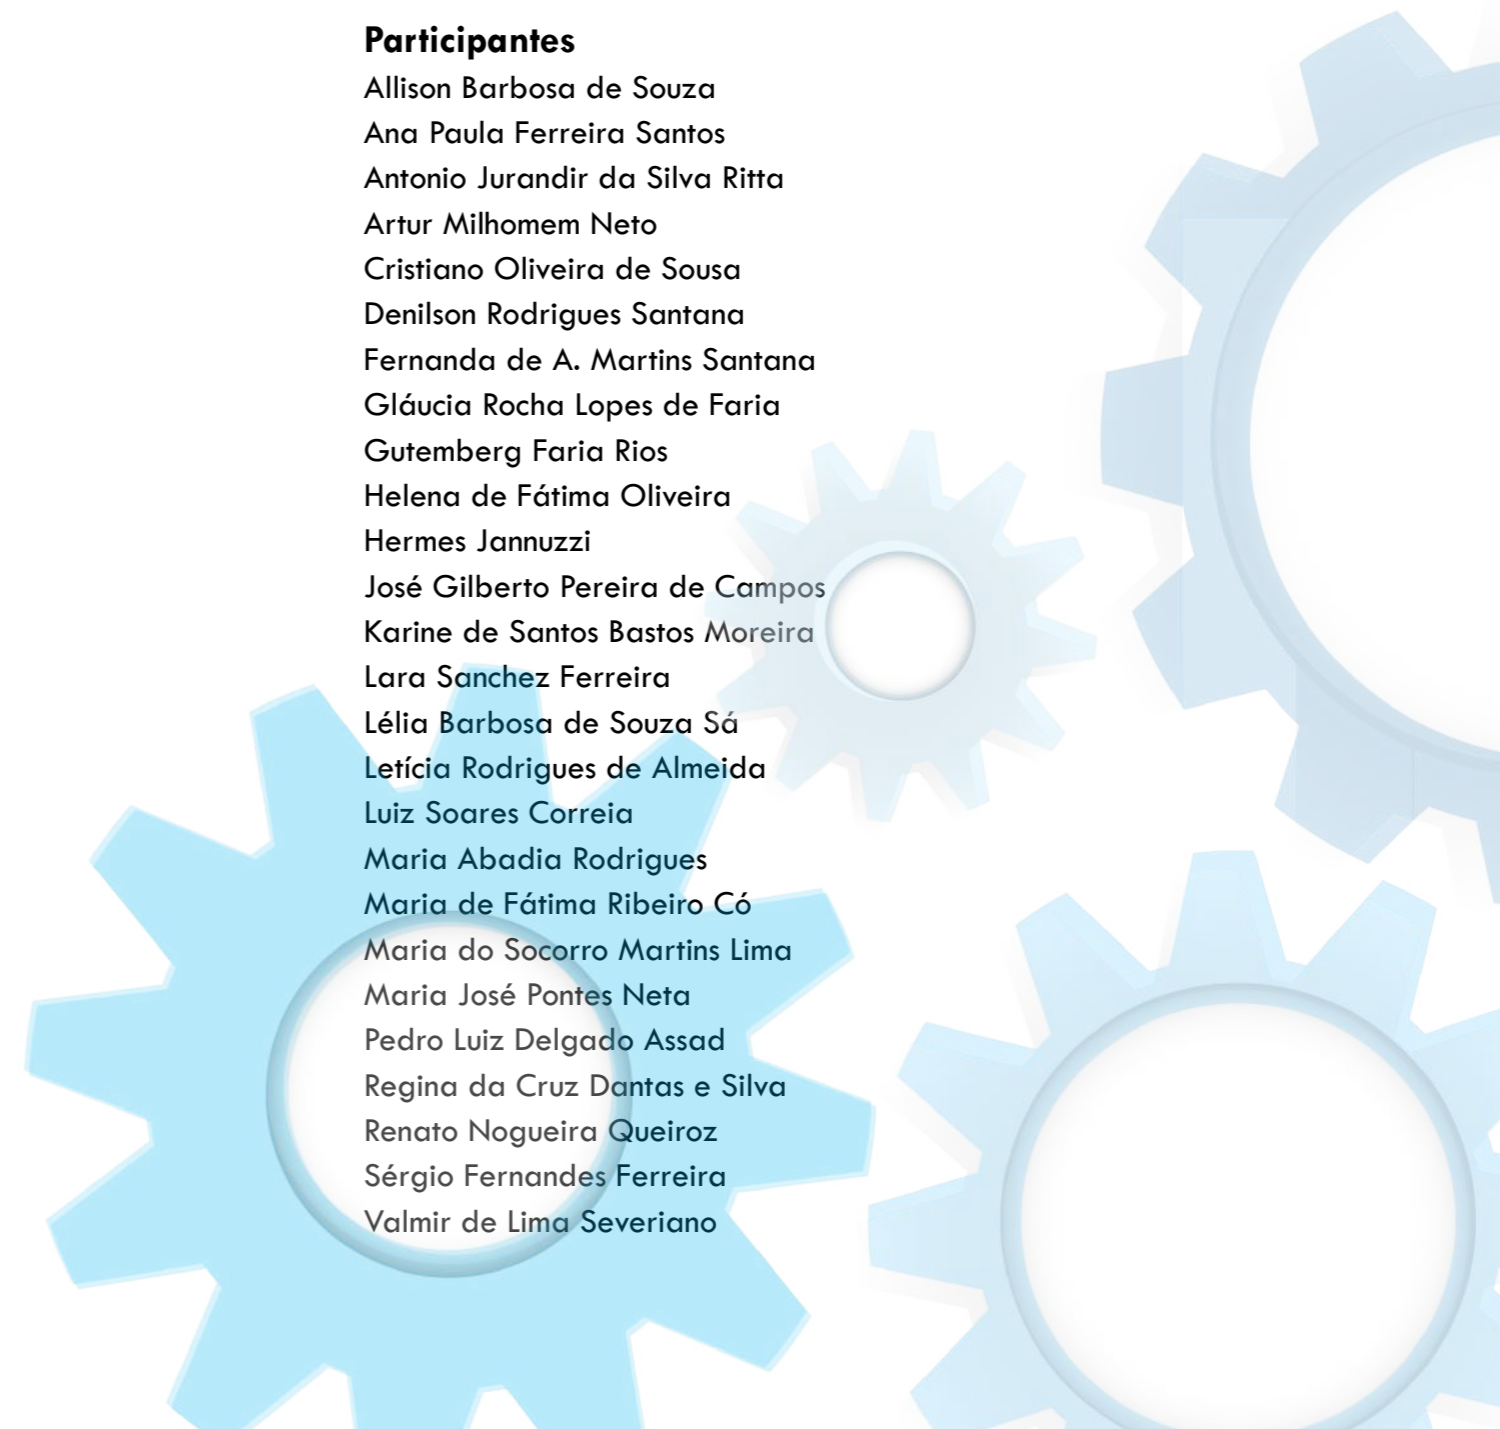 Participantes
Allison Barbosa de Souza
Ana Paula Ferreira Santos
Antonio Jurandir da Silva Ritta
Artur Milhomem Neto
Cristiano Oliveira de Sousa
Denilson Rodrigues Santana
Fernanda de A. Martins Santana
Gláucia Rocha Lopes de Faria
Gutemberg Faria Rios
Helena de Fátima Oliveira
Hermes Jannuzzi
José Gilberto Pereira de Campos
Karine de Santos Bastos Moreira
Lara Sanchez Ferreira
Lélia Barbosa de Souza Sá
Letícia Rodrigues de Almeida
Luiz Soares Correia
Maria Abadia Rodrigues
Maria de Fátima Ribeiro Có
Maria do Socorro Martins Lima
Maria José Pontes Neta
Pedro Luiz Delgado Assad
Regina da Cruz Dantas e Silva
Renato Nogueira Queiroz
Sérgio Fernandes Ferreira
Valmir de Lima Severiano